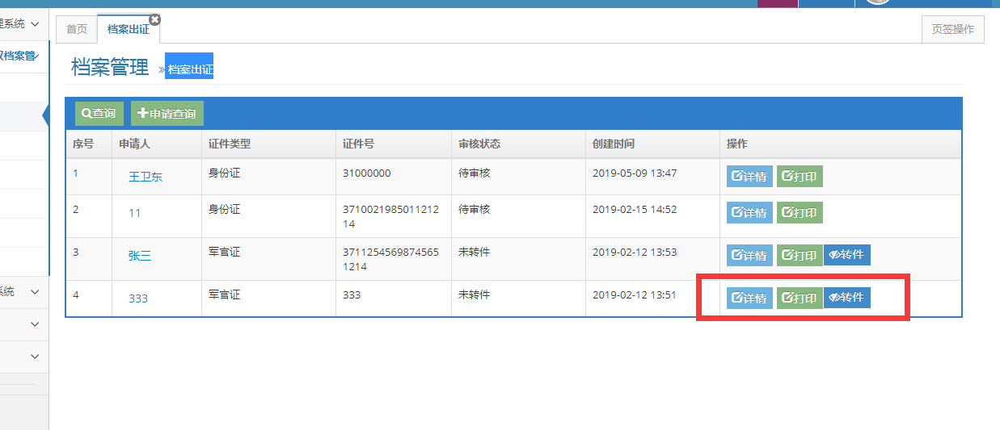 理系统
首页
档案出证
页签操作
权档案管
档案管理
» 档案出证
查询
申请查询
序号 申请人 证件类型 证件号 审核状态 创建时间 操作
1 王卫东 身份证 31000000 待审核 2019-05-09 13:47 详情 打印
2 11 身份证 3710021985011212
14 待审核 2019-02-15 14:52 详情 打印
3 张三 军官证 3711254569874565
1214 未转件 2019-02-12 13:53 详情 打印 转件
4 333 军官证 333 未转件 2019-02-12 13:51 详情 打印 转件
系统